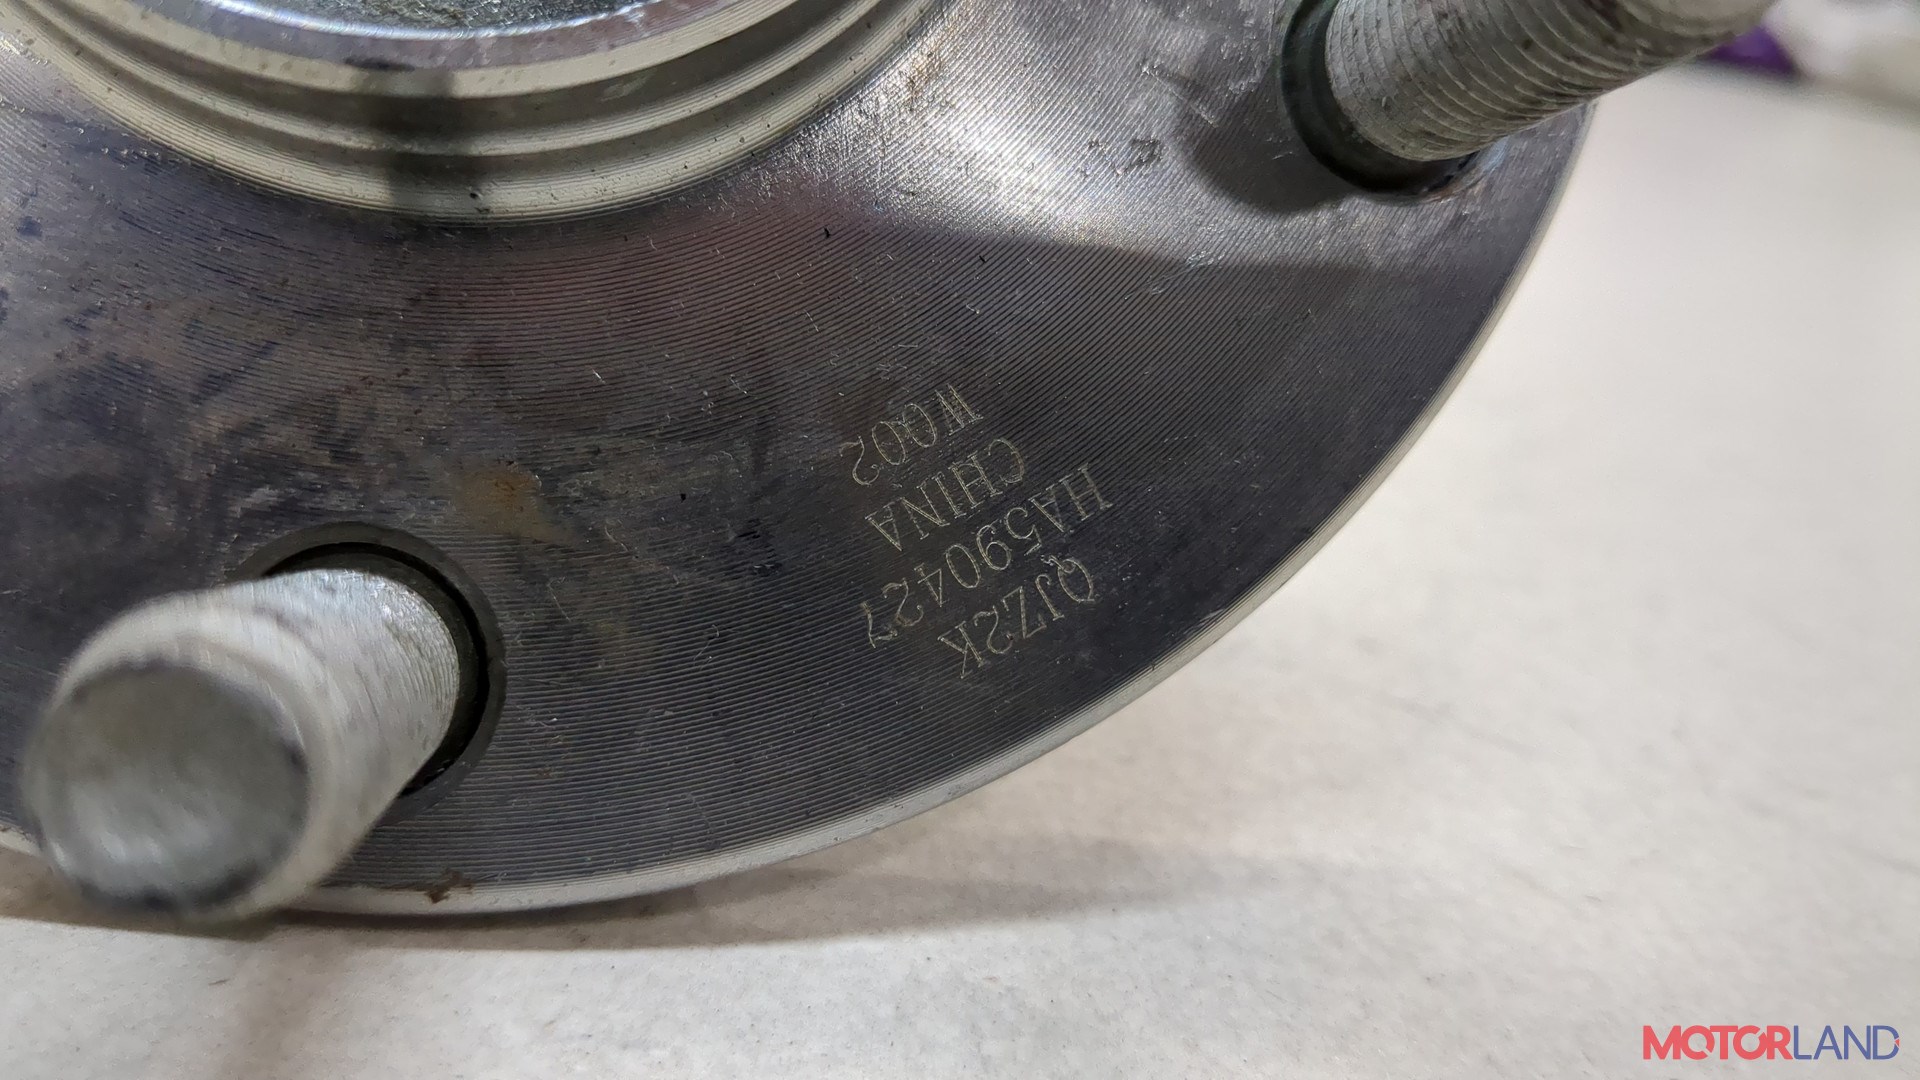 QJZ2K
HA590427
CHINA
W002
MOTORLAND